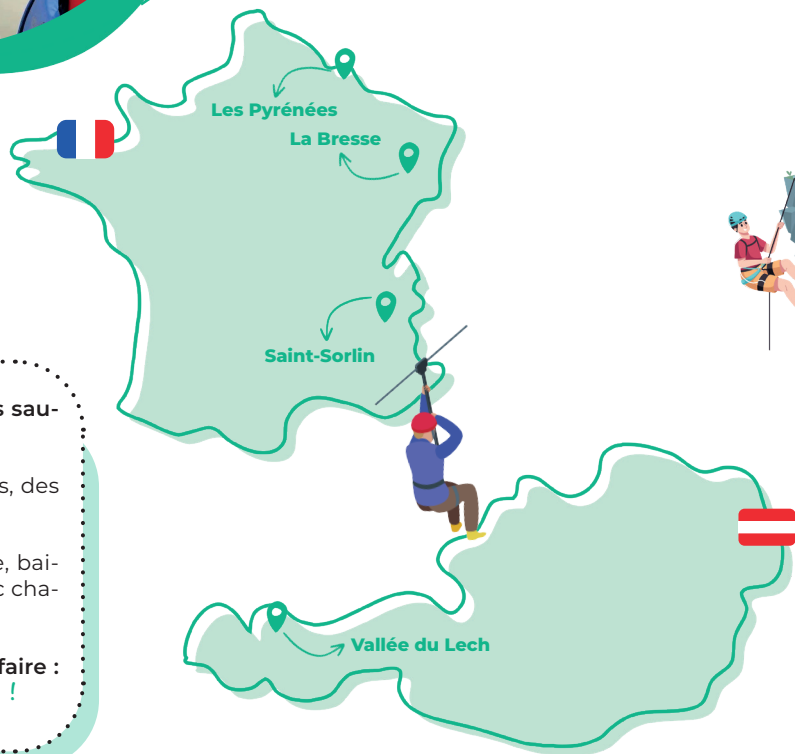 Les Pyrénées
La Bresse
Saint-Sorlin
s sau-
s, des
e, bai-
c cha-
faire :
!
Vallée du Lech